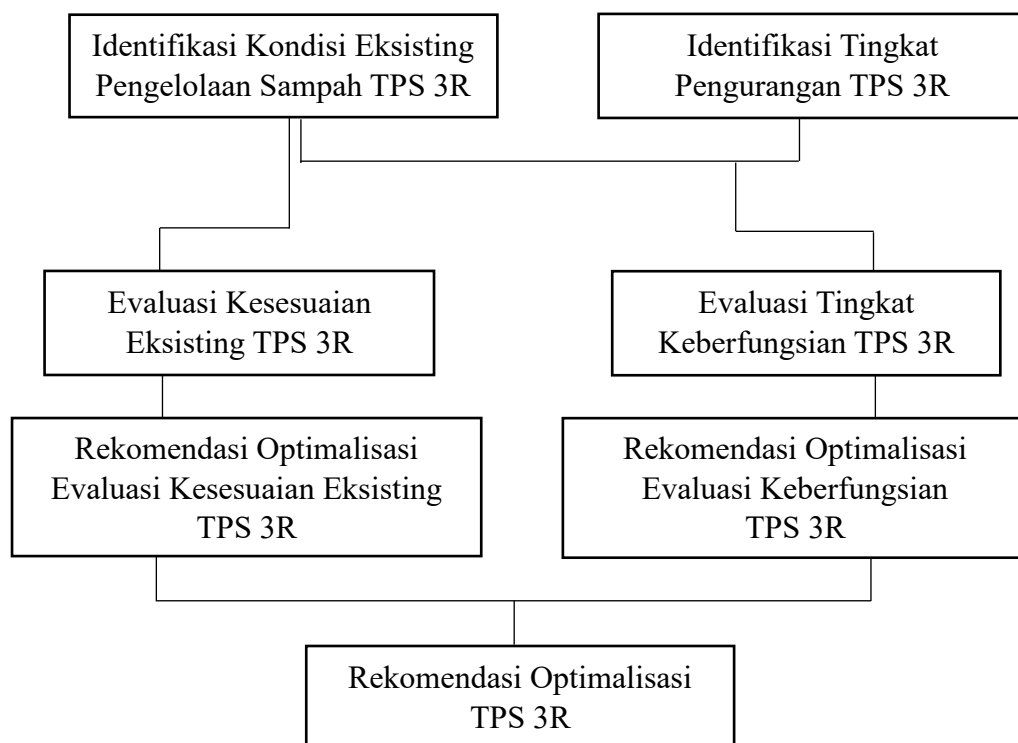 Identifikasi Kondisi Eksisting
Pengelolaan Sampah TPS 3R
Identifikasi Tingkat
Pengurangan TPS 3R
Evaluasi Kesesuaian
Eksisting TPS 3R
Evaluasi Tingkat
Keberfungsian TPS 3R
Rekomendasi Optimalisasi
Evaluasi Kesesuaian Eksisting
TPS 3R
Rekomendasi Optimalisasi
Evaluasi Keberfungsian
TPS 3R
Rekomendasi Optimalisasi
TPS 3R